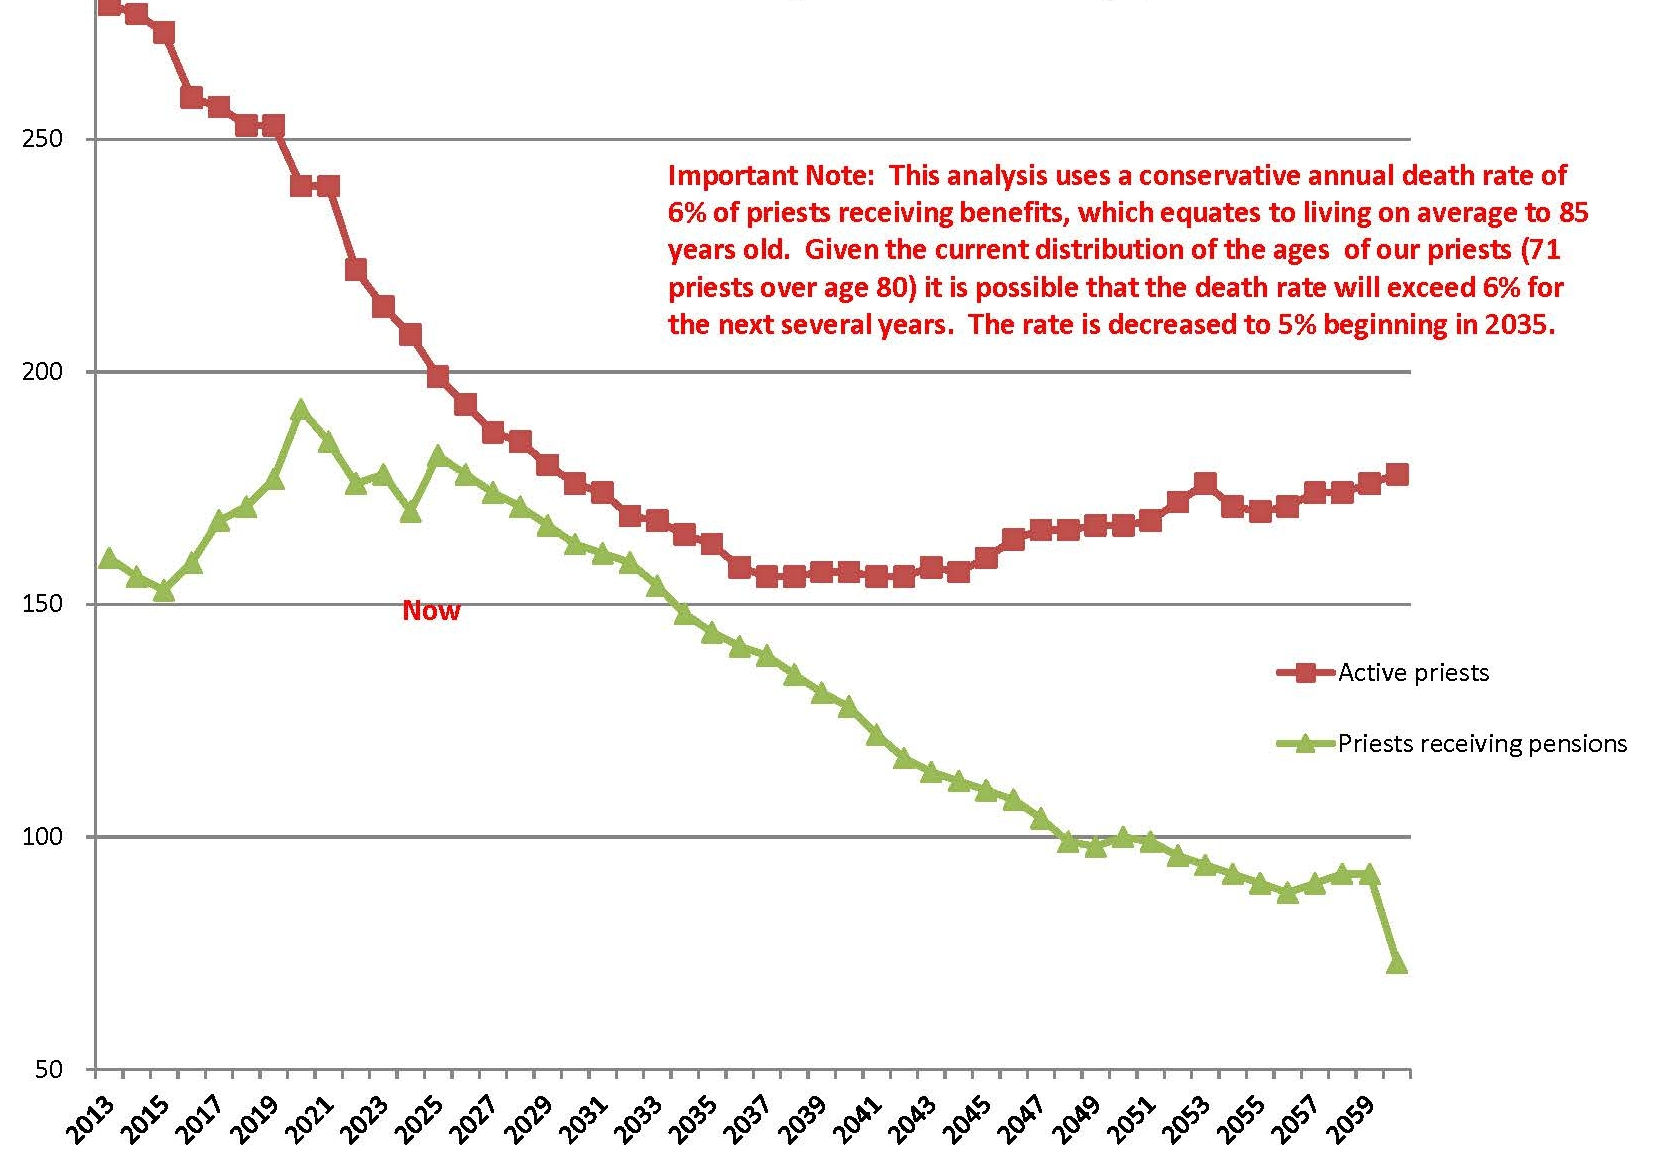 250
Important Note:  This analysis uses a conservative annual death rate of
6% of priests receiving benefits, which equates to living on average to 85
years old.  Given the current distribution of the ages  of our priests (71
priests over age 80) it is possible that the death rate will exceed 6% for
the next several years.  The rate is decreased to 5% beginning in 2035.
200
150
Now
Active priests
Priests receiving pensions
100
50
2013 2015 2017 2019 2021 2023 2025 2027 2029 2031 2033 2035 2037 2039 2041 2043 2045 2047 2049 2051 2053 2055 2057 2059